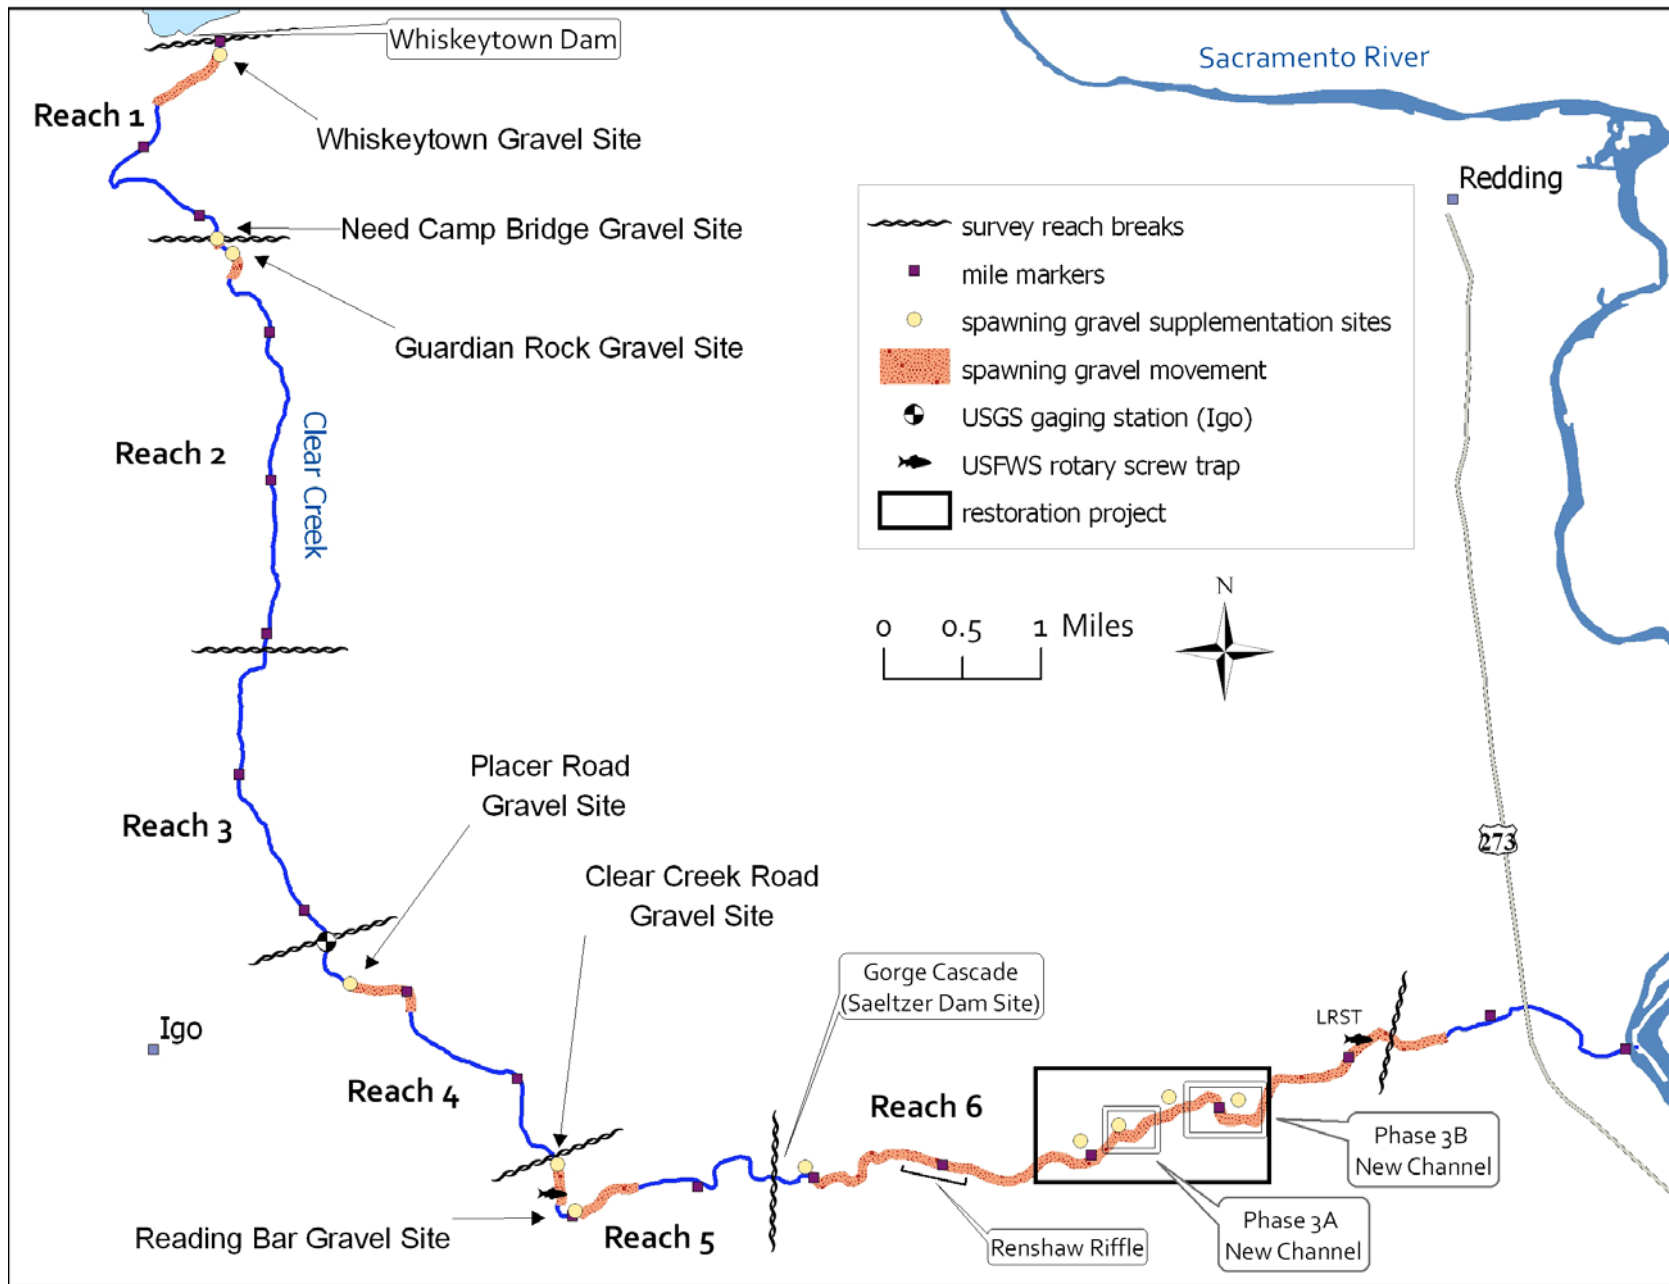 Whiskeytown Dam
Sacramento River
Reach 1
Whiskeytown Gravel Site
Redding
Need Camp Bridge Gravel Site
Guardian Rock Gravel Site
survey reach breaks
mile markers
spawning gravel supplementation sites
spawning gravel movement
USGS gaging station (Igo)
USFWS rotary screw trap
restoration project
Reach 2
Clear Creek
N
0 0.5 1 Miles
Placer Road
Gravel Site
Reach 3
273
Clear Creek Road
Gravel Site
Gorge Cascade
(Saeltzer Dam Site)
Igo
LRST
Reach 4
Reach 6
Phase 3B
New Channel
Reading Bar Gravel Site
Reach 5
Renshaw Riffle
Phase 3A
New Channel